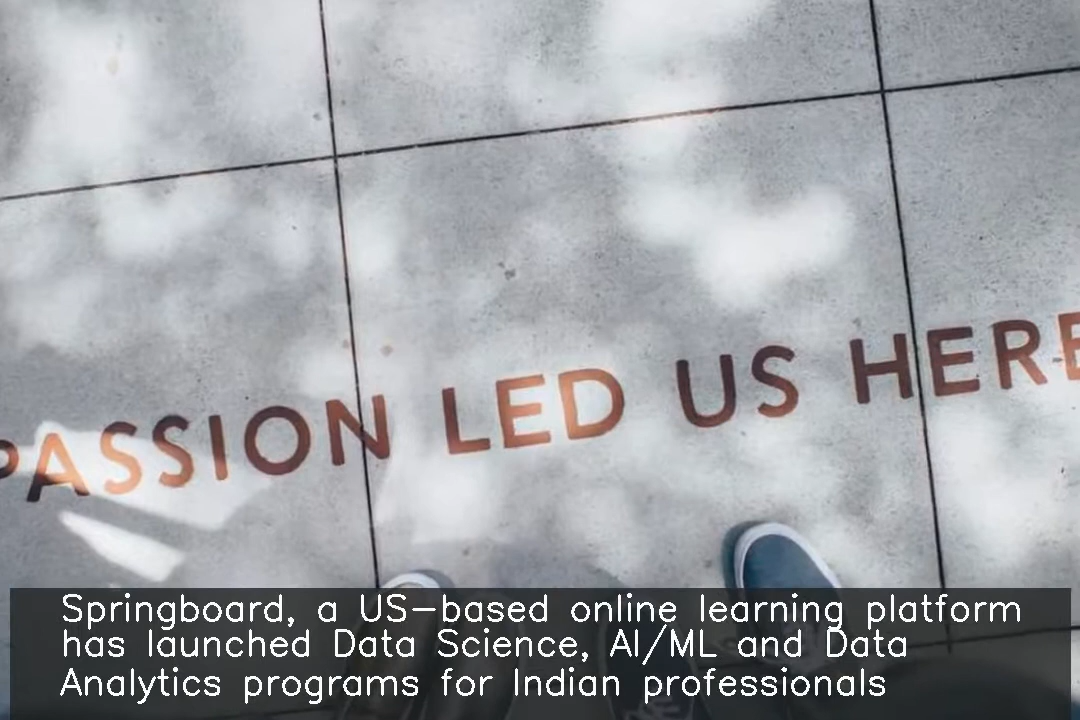 PASSION LED US HERE
Springboard, a US-based online learning platform
has launched Data Science, AI/ML and Data
Analytics programs for Indian professionals